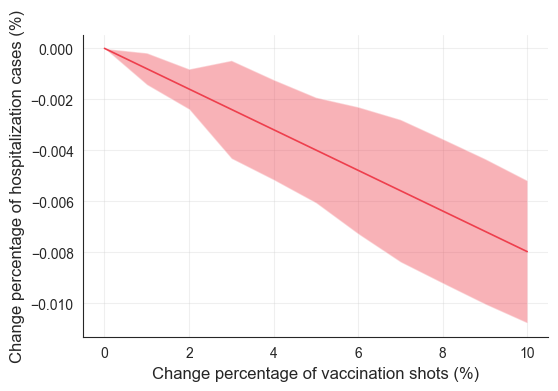 Change percentage of hospitalization cases (%)
0.000
−0.002
−0.004
−0.006
−0.008
−0.010
0 2 4 6 8 10
Change percentage of vaccination shots (%)